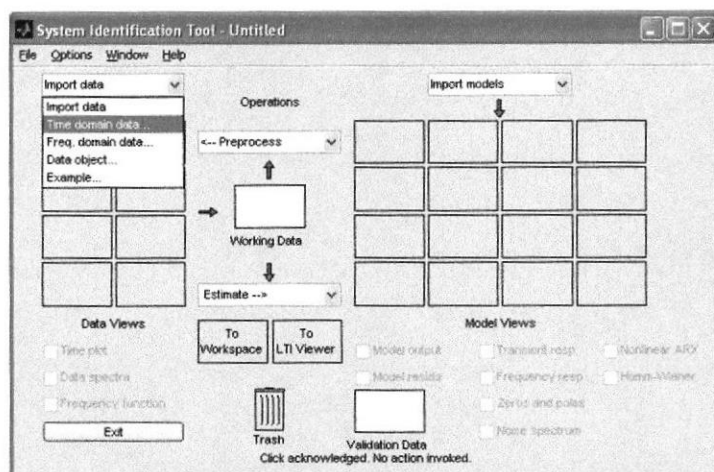 System Identification Tool - Untitled
File Options Window Help
Import data
Import data
Time domain data...
Freq. domain data...
Data object...
Example...
Operations
<-- Preprocess
Working Data
Estimate -->
Import models
Data Views
Time plot
Data spectra
Frequency function
Exit
To Workspace
To LTI Viewer
Trash
Model Views
Model output
Model resids
Transient resp
Frequency resp
Zeros and poles
Noise spectrum
Nonlinear ARX
Hamm-Wiener
Validation Data
Click acknowledged. No action invoked.